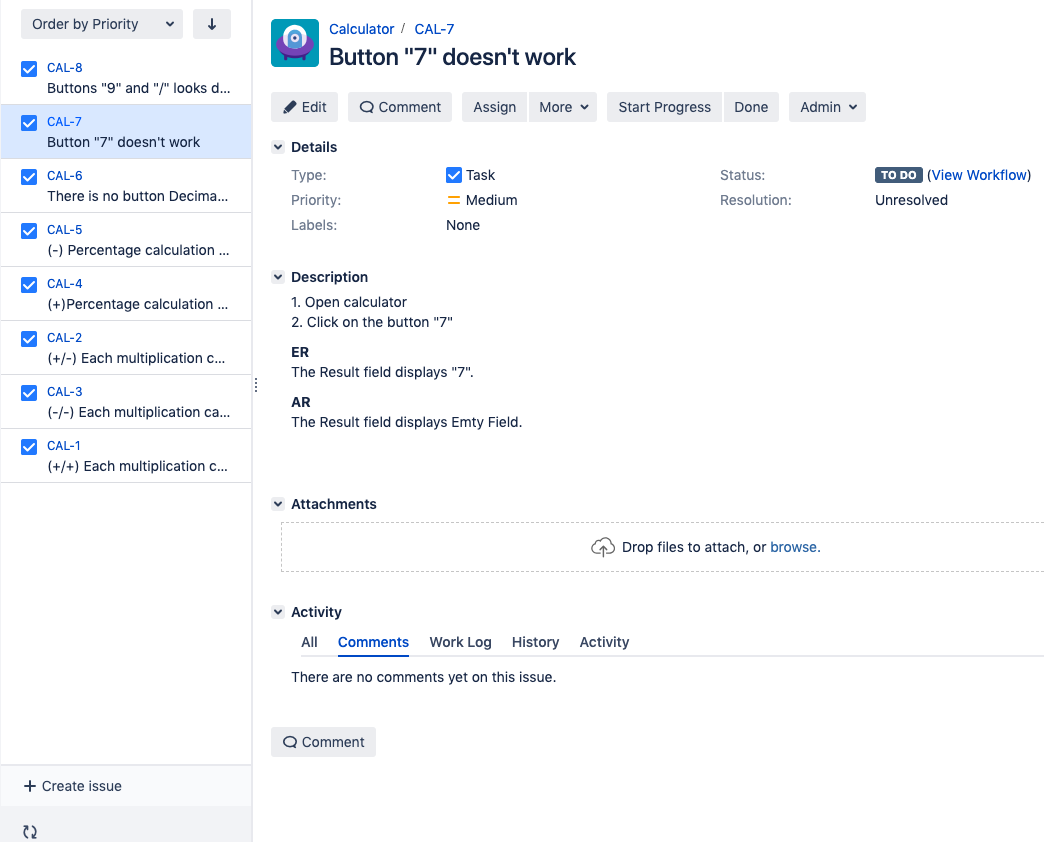 Order by Priority
CAL-8
Buttons "9" and "/" looks d...
CAL-7
Button "7" doesn't work
CAL-6
There is no button Decima...
CAL-5
(-) Percentage calculation ...
CAL-4
(+)Percentage calculation ...
CAL-2
(+/-) Each multiplication c...
CAL-3
(-/-) Each multiplication ca...
CAL-1
(+/+) Each multiplication c...
Create issue
Calculator / CAL-7
Button "7" doesn't work
Edit Comment Assign More Start Progress Done Admin
Details
Type: Task Status: TO DO (View Workflow)
Priority: Medium Resolution: Unresolved
Labels: None
Description
1. Open calculator
2. Click on the button "7"
ER
The Result field displays "7".
AR
The Result field displays Emty Field.
Attachments
Drop files to attach, or browse.
Activity
All Comments Work Log History Activity
There are no comments yet on this issue.
Comment